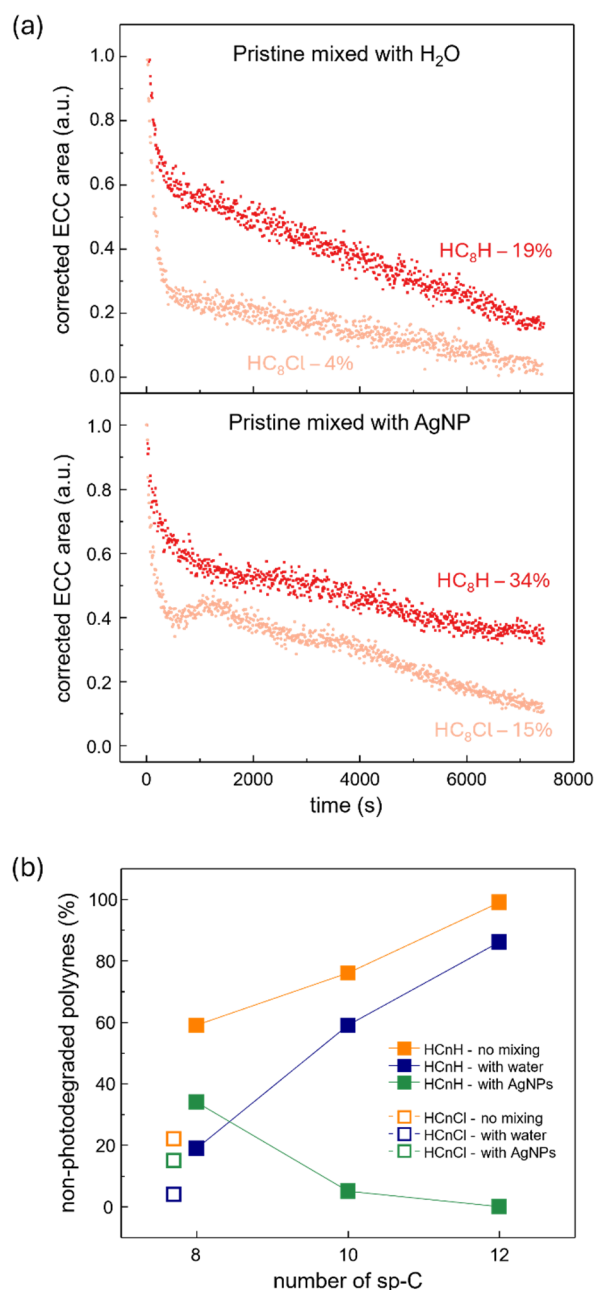 (a)
Pristine mixed with H₂O
corrected ECC area (a.u.)
1.0
0.8
0.6
0.4
0.2
0.0
HC₈H – 19%
HC₈Cl – 4%
Pristine mixed with AgNP
corrected ECC area (a.u.)
1.0
0.8
0.6
0.4
0.2
0.0
HC₈H – 34%
HC₈Cl – 15%
0 2000 4000 6000 8000
time (s)
(b)
non-photodegraded polyynes (%)
100
80
60
40
20
0
HCnH - no mixing
HCnH - with water
HCnH - with AgNPs
HCnCl - no mixing
HCnCl - with water
HCnCl - with AgNPs
8 10 12
number of sp-C